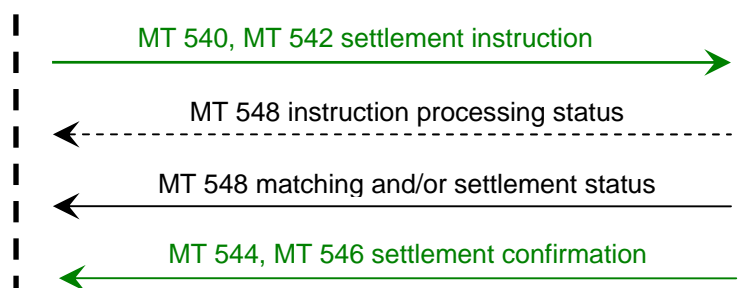 MT 540, MT 542 settlement instruction
MT 548 instruction processing status
MT 548 matching and/or settlement status
MT 544, MT 546 settlement confirmation